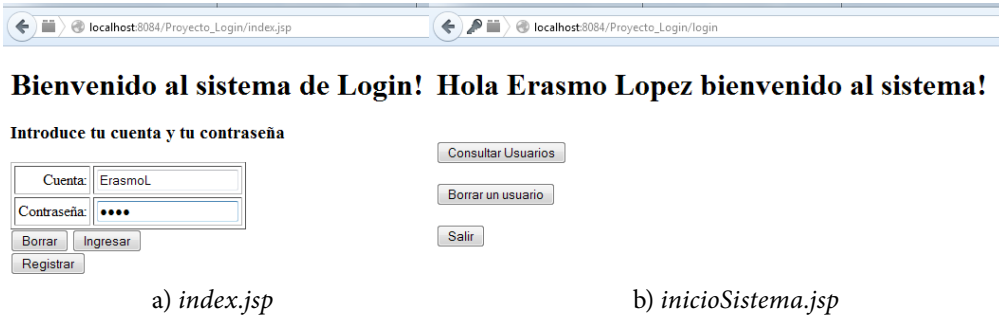 localhost:8084/Proyecto_Login/index.jsp
Bienvenido al sistema de Login!
Introduce tu cuenta y tu contraseña
Cuenta: ErasmoL
Contraseña: ••••
Borrar Ingresar
Registrar
a) index.jsp
localhost:8084/Proyecto_Login/login
Hola Erasmo Lopez bienvenido al sistema!
Consultar Usuarios
Borrar un usuario
Salir
b) inicioSistema.jsp